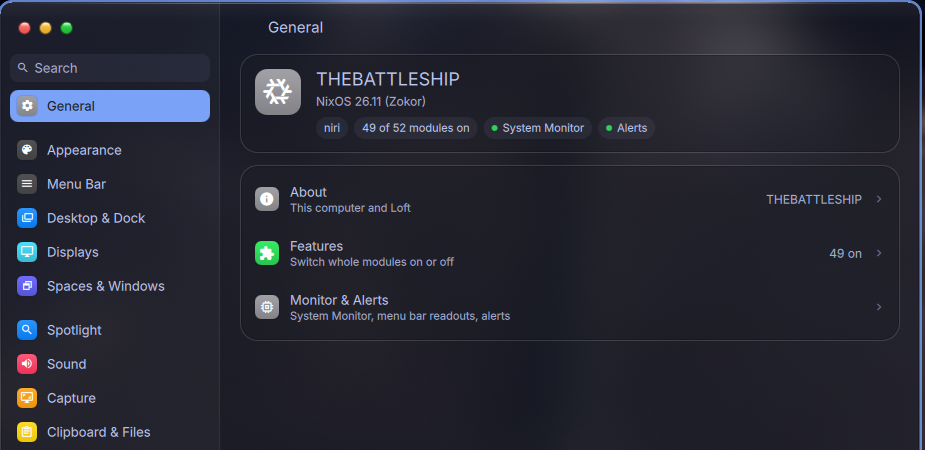 General
Search
General
Appearance
Menu Bar
Desktop & Dock
Displays
Spaces & Windows
Spotlight
Sound
Capture
Clipboard & Files
THEBATTLESHIP
NixOS 26.11 (Zokor)
niri
49 of 52 modules on
System Monitor
Alerts
About
This computer and Loft
THEBATTLESHIP
Features
Switch whole modules on or off
49 on
Monitor & Alerts
System Monitor, menu bar readouts, alerts